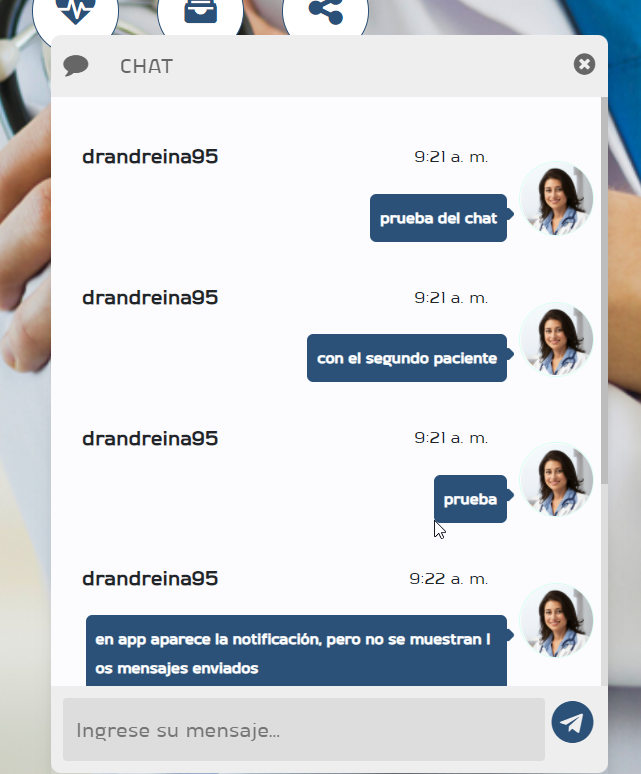 CHAT
drandreina95 9:21 a. m.
prueba del chat
drandreina95 9:21 a. m.
con el segundo paciente
drandreina95 9:21 a. m.
prueba
drandreina95 9:22 a. m.
en app aparece la notificación, pero no se muestran l
os mensajes enviados
Ingrese su mensaje...